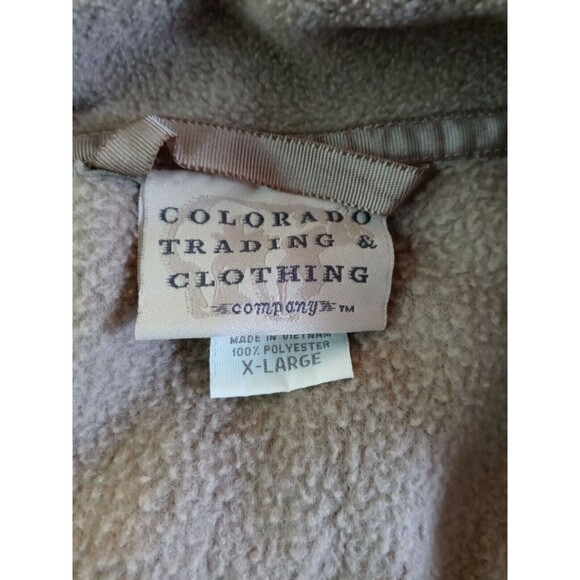 COLORADO
TRADING &
CLOTHING
company™
MADE IN VIETNAM
100% POLYESTER
X-LARGE